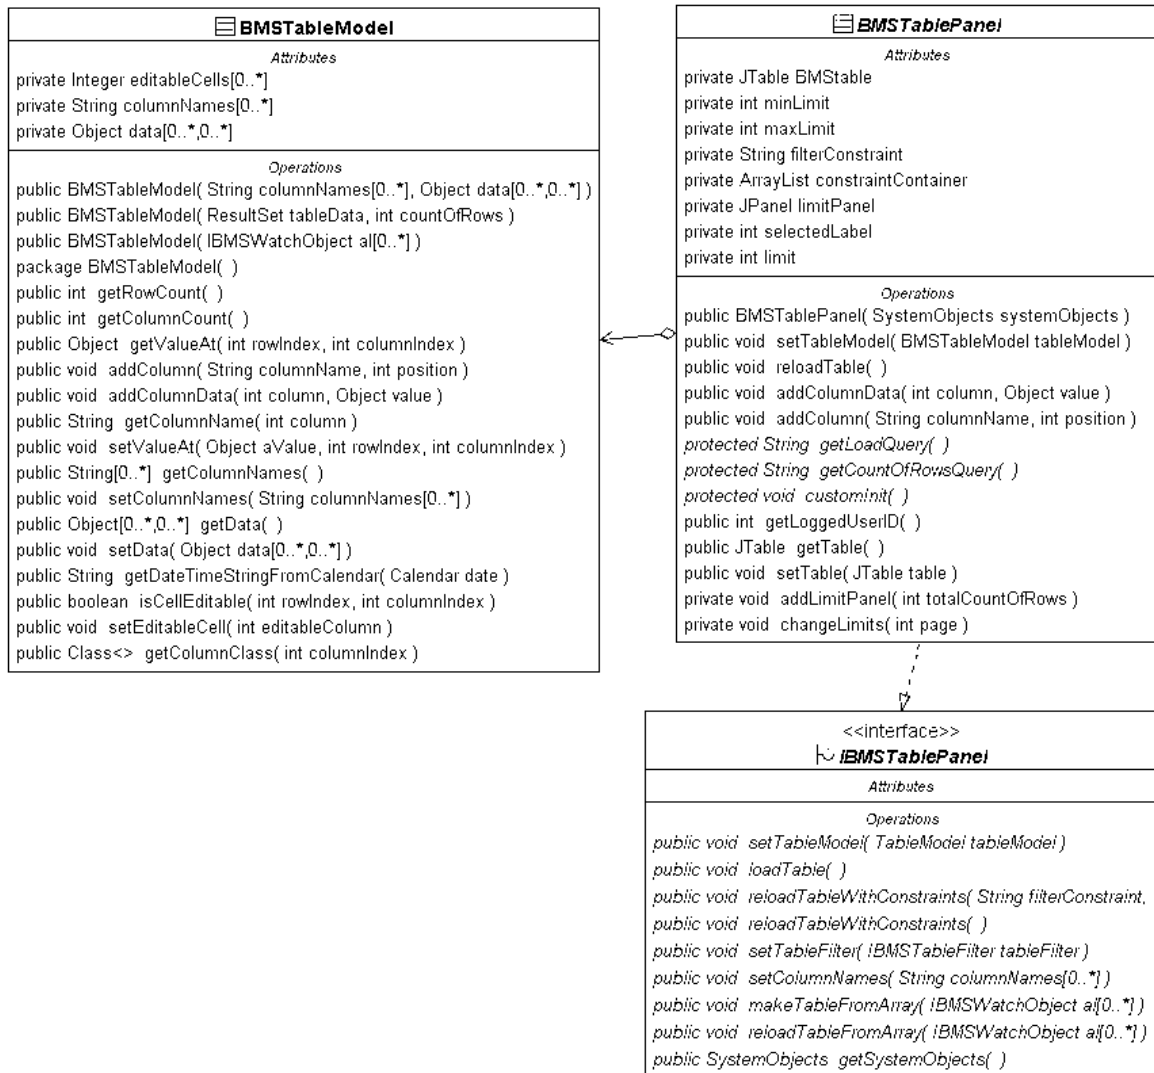 BMSTableModel
Attributes
private Integer editableCells[0..*]
private String columnNames[0..*]
private Object data[0..*,0..*]
Operations
public BMSTableModel( String columnNames[0..*], Object data[0..*,0..*] )
public BMSTableModel( ResultSet tableData, int countOfRows )
public BMSTableModel( IBMSWatchObject al[0..*] )
package BMSTableModel( )
public int getRowCount( )
public int getColumnCount( )
public Object getValueAt( int rowIndex, int columnIndex )
public void addColumn( String columnName, int position )
public void addColumnData( int column, Object value )
public String getColumnName( int column )
public void setValueAt( Object aValue, int rowIndex, int columnIndex )
public String[0..*] getColumnNames( )
public void setColumnNames( String columnNames[0..*] )
public Object[0..*,0..*] getData( )
public void setData( Object data[0..*,0..*] )
public String getDateTimeStringFromCalendar( Calendar date )
public boolean isCellEditable( int rowIndex, int columnIndex )
public void setEditableCell( int editableColumn )
public Class<> getColumnClass( int columnIndex )
BMSTablePanel
Attributes
private JTable BMStable
private int minLimit
private int maxLimit
private String filterConstraint
private ArrayList constraintContainer
private JPanel limitPanel
private int selectedLabel
private int limit
Operations
public BMSTablePanel( SystemObjects systemObjects )
public void setTableModel( BMSTableModel tableModel )
public void reloadTable( )
public void addColumnData( int column, Object value )
public void addColumn( String columnName, int position )
protected String getLoadQuery( )
protected String getCountOfRowsQuery( )
protected void customInit( )
public int getLoggedUserID( )
public JTable getTable( )
public void setTable( JTable table )
private void addLimitPanel( int totalCountOfRows )
private void changeLimits( int page )
<<interface>>
IBMSTablePanel
Attributes
Operations
public void setTableModel( TableModel tableModel )
public void loadTable( )
public void reloadTableWithConstraints( String filterConstraint,
public void reloadTableWithConstraints( )
public void setTableFilter( IBMSTableFilter tableFilter )
public void setColumnNames( String columnNames[0..*] )
public void makeTableFromArray( IBMSWatchObject al[0..*] )
public void reloadTableFromArray( IBMSWatchObject al[0..*] )
public SystemObjects getSystemObjects( )